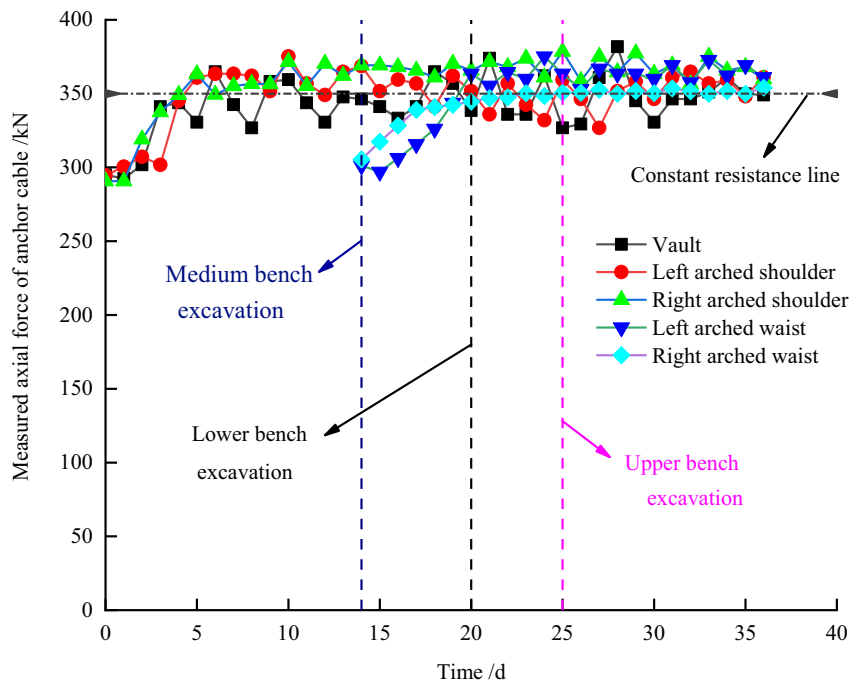 400
350
300
250
200
150
100
50
0
0
5
10
15
20
25
30
35
40
Measured axial force of anchor cable /kN
Time /d
Constant resistance line
Vault
Left arched shoulder
Right arched shoulder
Left arched waist
Right arched waist
Medium bench
excavation
Lower bench
excavation
Upper bench
excavation